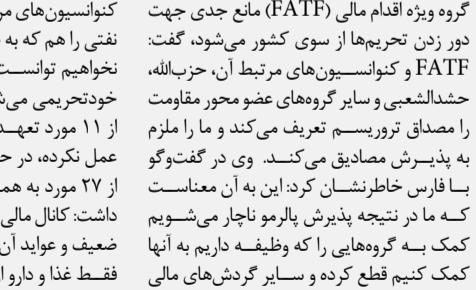 گروه ویژه اقدام مالی (FATF) مانع جدی جهت
دور زدن تحریم‌ها از سوی کشور می‌شود، گفت:
FATF و کنوانسیون‌های مرتبط آن، حزب‌الله،
حشدالشعبی و سایر گروه‌های عضو محور مقاومت
را مصداق تروریسم تعریف می‌کند و ما را ملزم
به پذیرش مصادیق می‌کند. وی در گفت‌وگو
با فارس خاطرنشان کرد: این به آن معناست
که ما در نتیجه پذیرش پالرمو ناچار می‌شویم
کمک به گروه‌هایی را که وظیفه داریم به آنها
کمک کنیم قطع کرده و سایر گردش‌های مالی
کنوانسیون‌های
نفتی را هم که به
نخواهیم توانست
خودتحریمی
از ۱۱ مورد تعهد
عمل نکرده، در
از ۲۷ مورد به
داشت: کانال مالی
ضعیف و عواید آن
فقط غذا و دارو